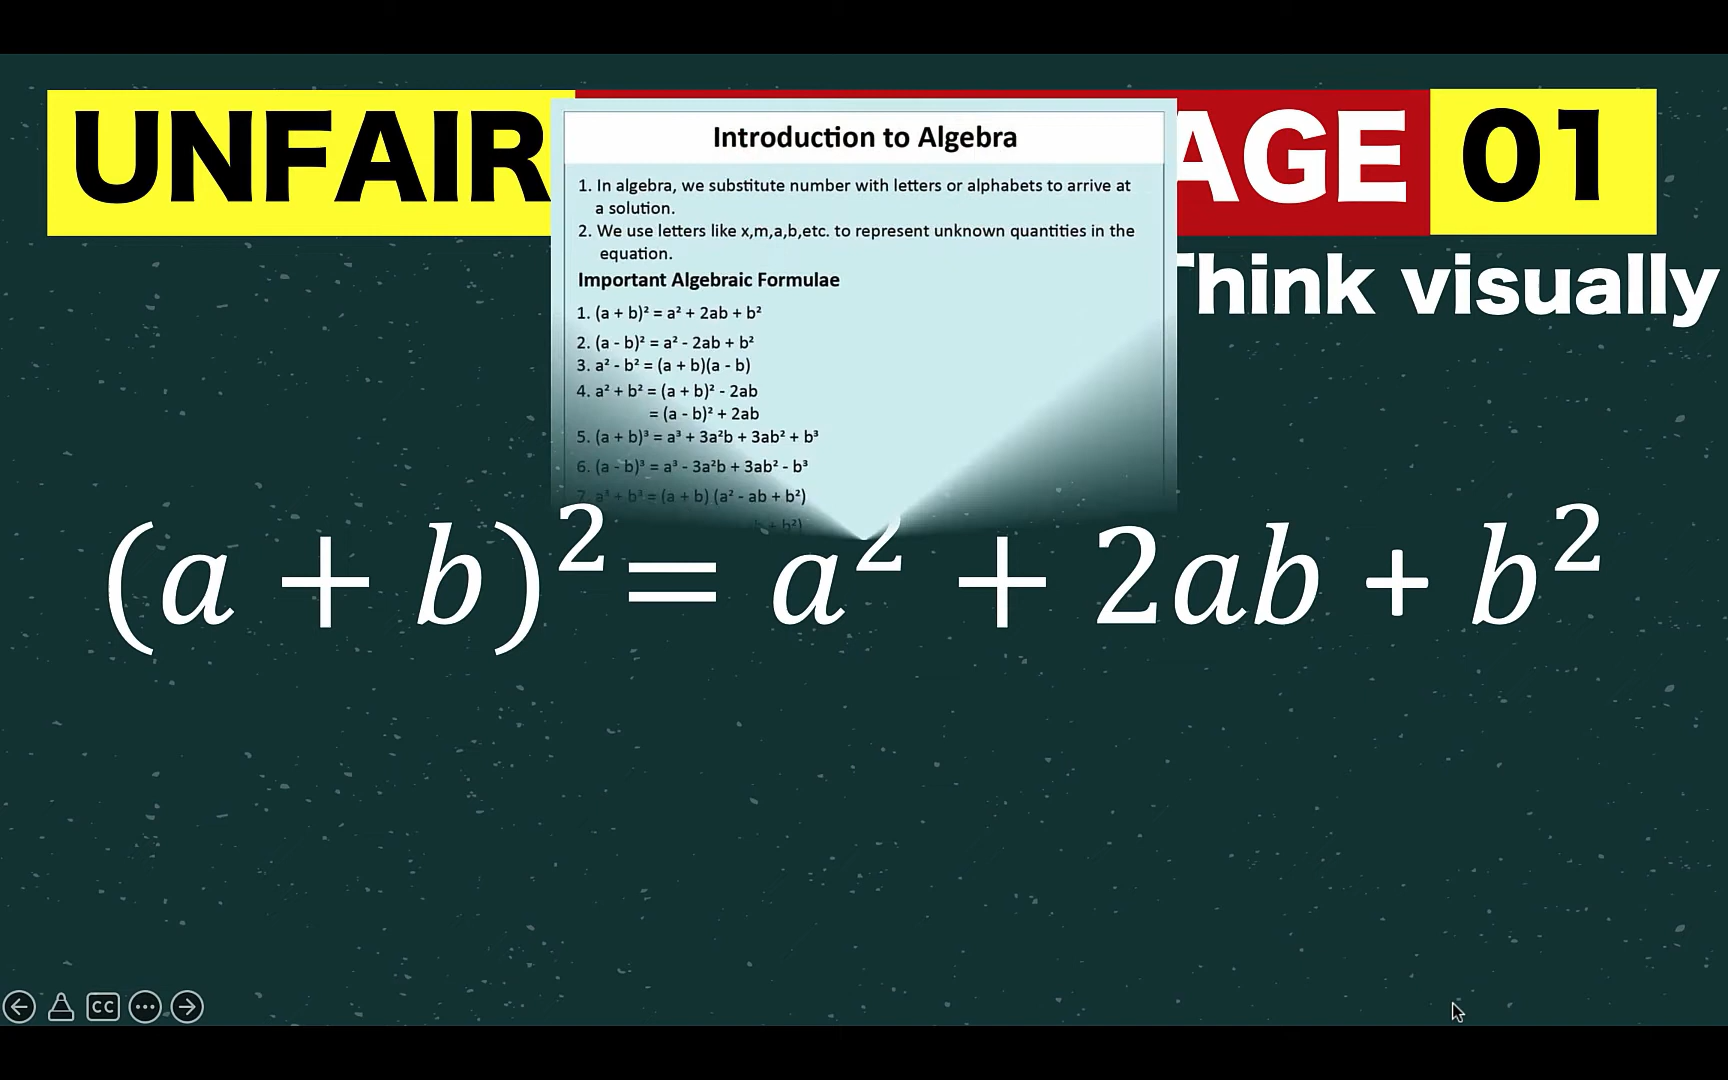 UNFAIR AGE 01
Think visually
Introduction to Algebra
1. In algebra, we substitute number with letters or alphabets to arrive at
a solution.
2. We use letters like x,m,a,b,etc. to represent unknown quantities in the
equation.
Important Algebraic Formulae
1. (a + b)² = a² + 2ab + b²
2. (a - b)² = a² - 2ab + b²
3. a² - b² = (a + b)(a - b)
4. a² + b² = (a + b)² - 2ab
= (a - b)² + 2ab
5. (a + b)³ = a³ + 3a²b + 3ab² + b³
6. (a - b)³ = a³ - 3a²b + 3ab² - b³
7. a³ + b³ = (a + b) (a² - ab + b²)
b + b²)
(a + b)² = a² + 2ab + b²
CC